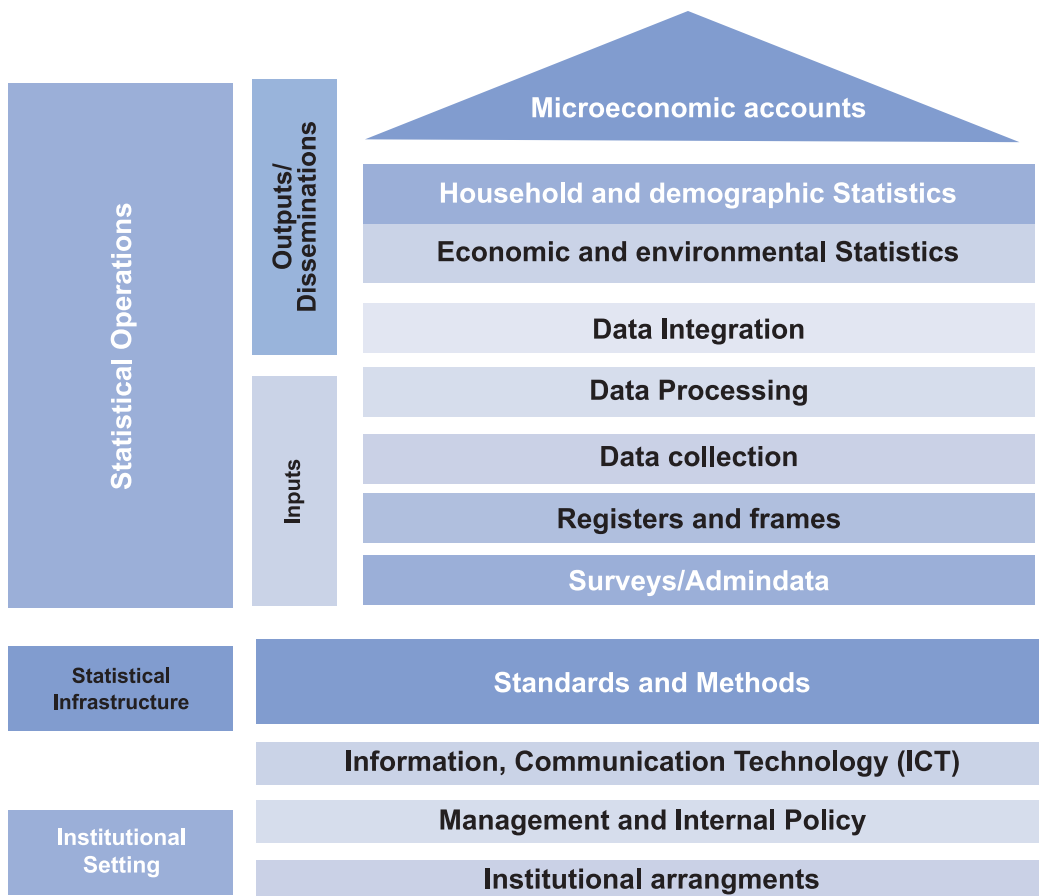 Microeconomic accounts
Statistical Operations
Outputs/
Disseminations
Household and demographic Statistics
Economic and environmental Statistics
Data Integration
Inputs
Data Processing
Data collection
Registers and frames
Surveys/Admindata
Statistical
Infrastructure
Standards and Methods
Information, Communication Technology (ICT)
Institutional
Setting
Management and Internal Policy
Institutional arrangments